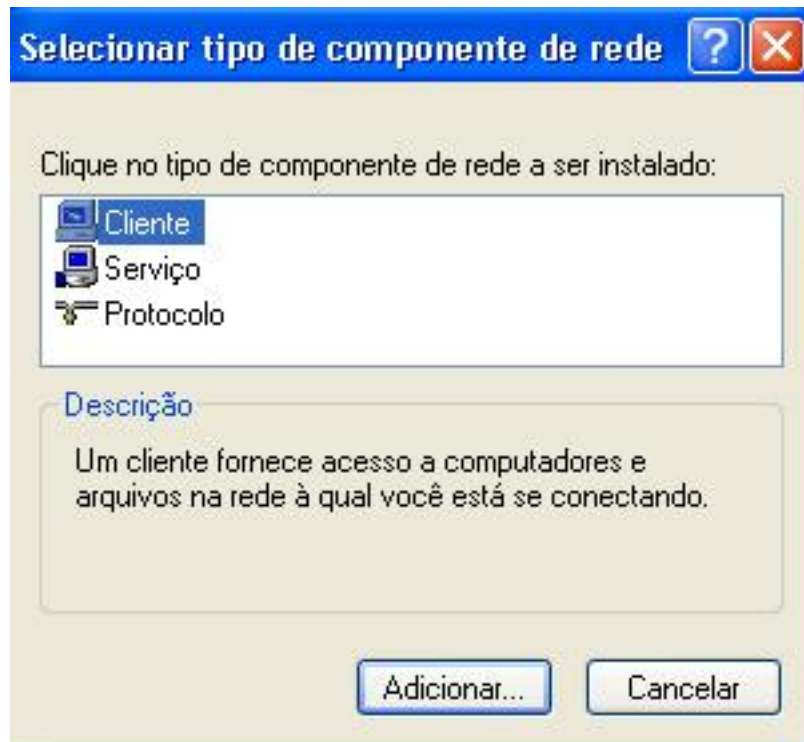 Selecionar tipo de componente de rede
Clique no tipo de componente de rede a ser instalado:
Cliente
Serviço
Protocolo
Descrição
Um cliente fornece acesso a computadores e
arquivos na rede à qual você está se conectando.
Adicionar... Cancelar